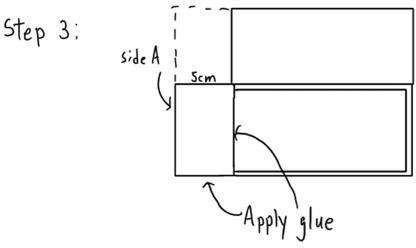 Step 3:
side A
5cm
Apply glue